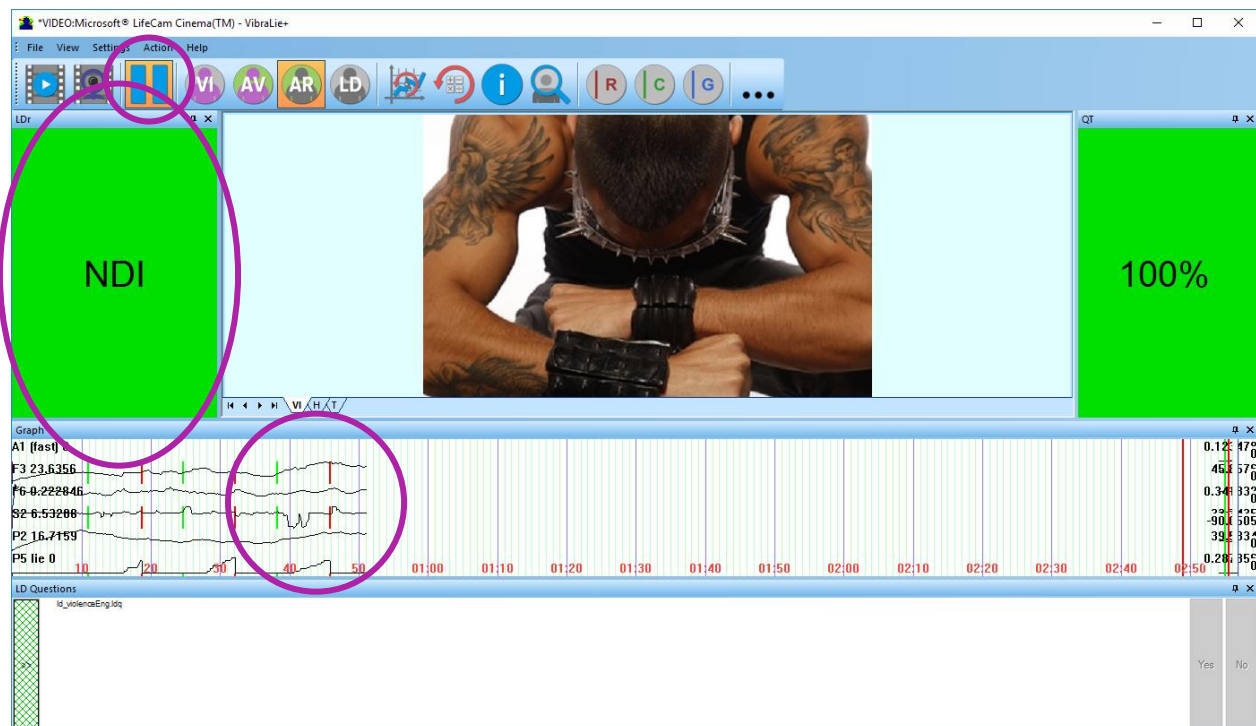 *VIDEO:Microsoft® LifeCam Cinema(TM) - VibraLie+
File View Settings Action Help
VI AV AR LD i R C G ...
LDr
QT
NDI
100%
VI H T
Graph
A1 (fast) 0
F3 23.6356
F6 0.222846
S2 6.53288
P2 16.7159
P5 lie 0
10 20 30 40 50 01:00 01:10 01:20 01:30 01:40 01:50 02:00 02:10 02:20 02:30 02:40 02:50
LD Questions
ld_violenceEng.ldq
>>
Yes No